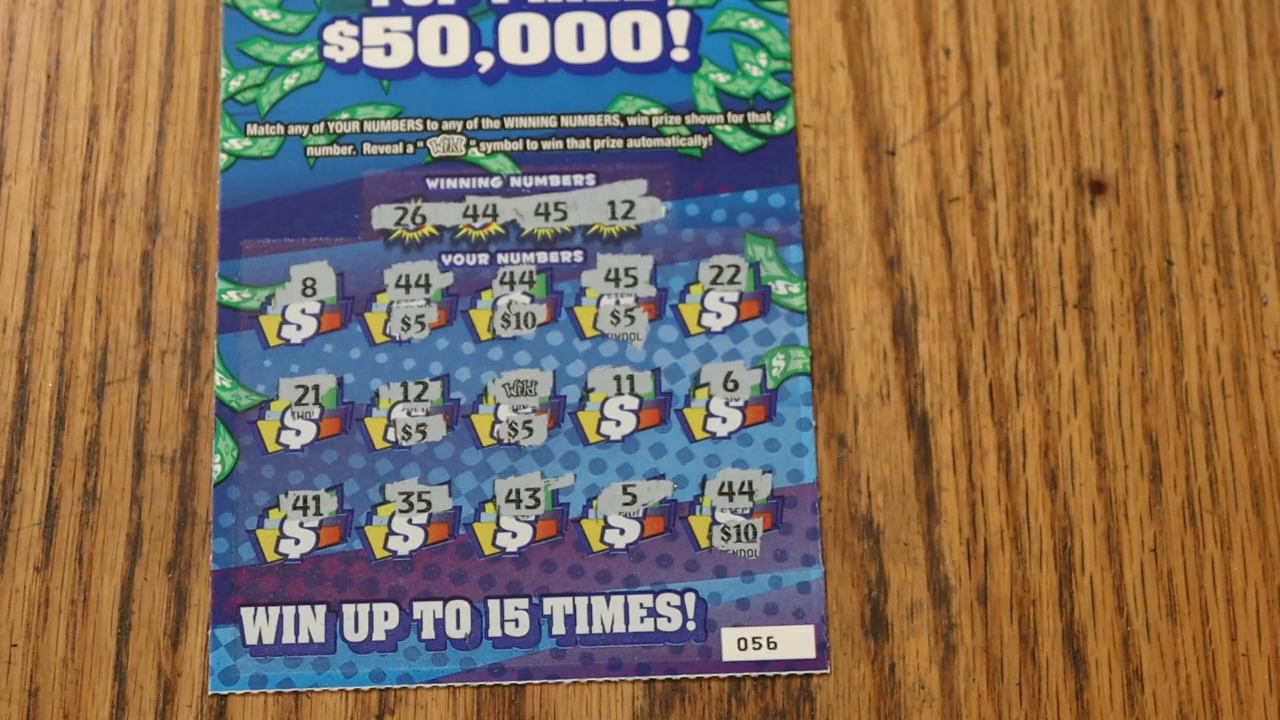 $50,000!
Match any of YOUR NUMBERS to any of the WINNING NUMBERS, win prize shown for that
number. Reveal a "WILD" symbol to win that prize automatically!
WINNING NUMBERS
26 44 45 12
YOUR NUMBERS
8 44 44 45 22
$5 $10 $5
21 12 WILD 11 6
$5 $5
41 35 43 5 44
$10
WIN UP TO 15 TIMES!
056